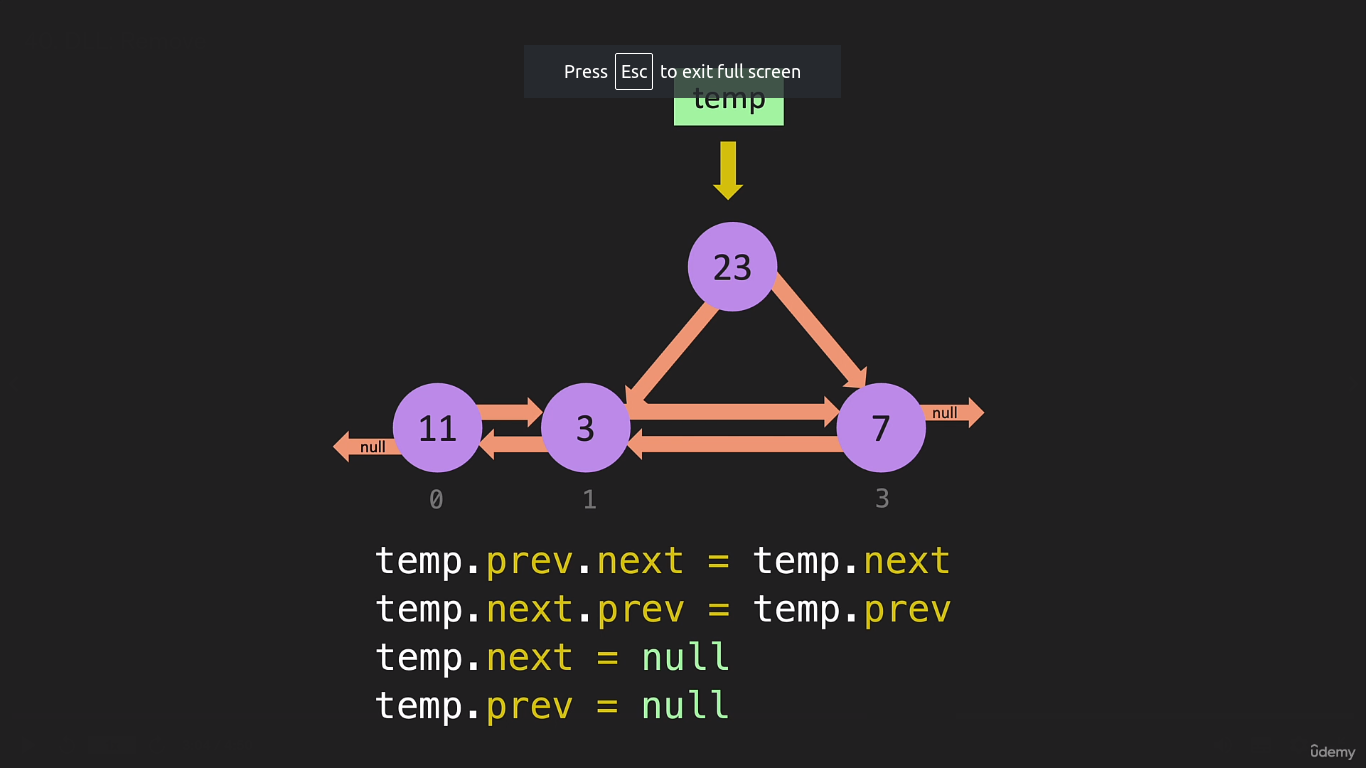 Press Esc to exit full screen
temp
23
11 3 7 null
null
0 1 3
temp.prev.next = temp.next
temp.next.prev = temp.prev
temp.next = null
temp.prev = null
ûdemy